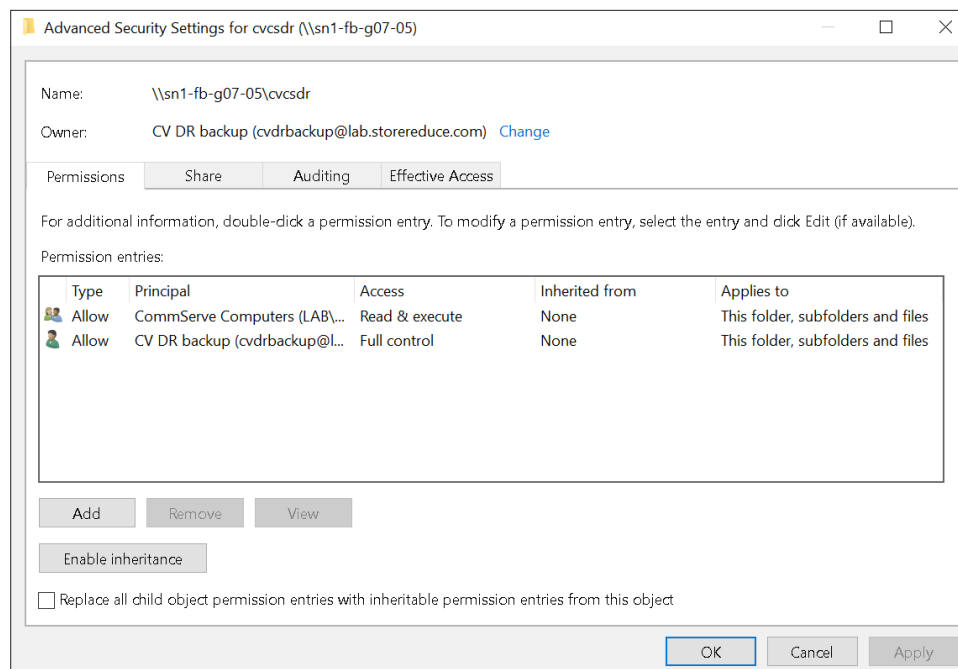 Advanced Security Settings for cvcsdr (\\sn1-fb-g07-05)
Name: \\sn1-fb-g07-05\cvcsdr
Owner: CV DR backup (cvdrbackup@lab.storereduce.com) Change
Permissions Share Auditing Effective Access
For additional information, double-click a permission entry. To modify a permission entry, select the entry and click Edit (if available).
Permission entries:
Type Principal Access Inherited from Applies to
Allow CommServe Computers (LAB\... Read & execute None This folder, subfolders and files
Allow CV DR backup (cvdrbackup@l... Full control None This folder, subfolders and files
Add Remove View
Enable inheritance
Replace all child object permission entries with inheritable permission entries from this object
OK Cancel Apply